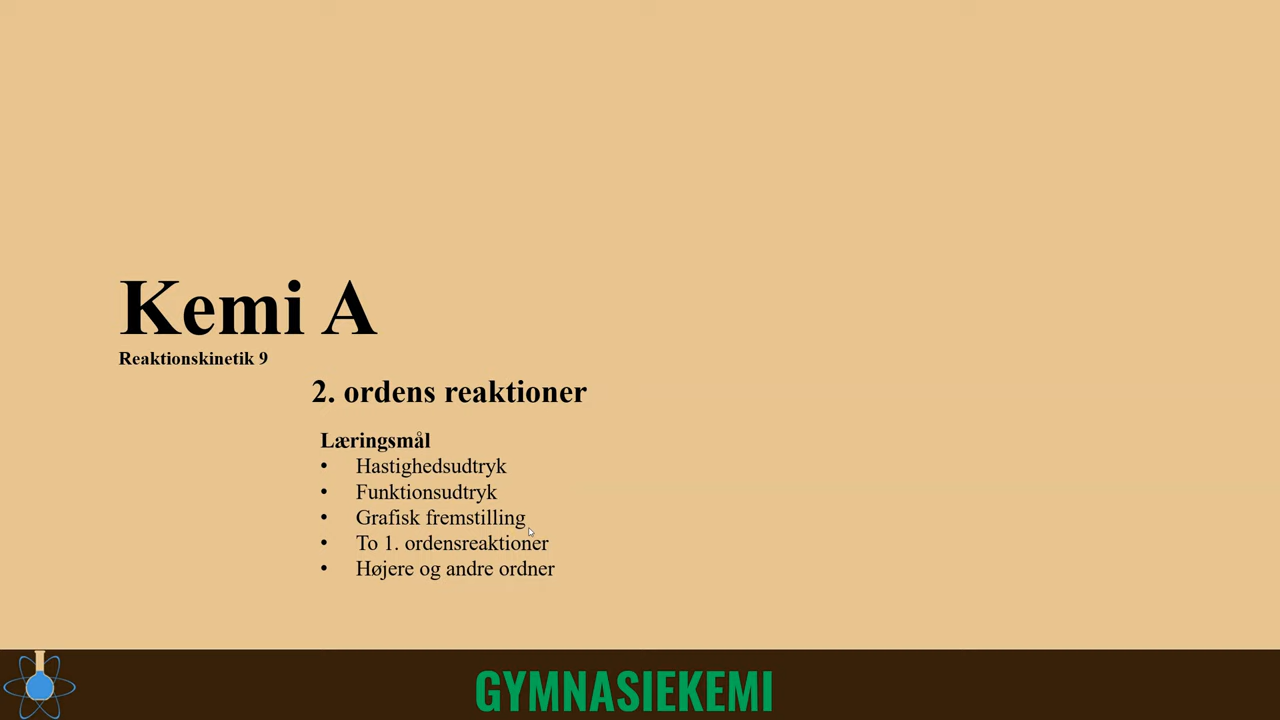 Kemi A
Reaktionskinetik 9
2. ordens reaktioner
Læringsmål
• Hastighedsudtryk
• Funktionsudtryk
• Grafisk fremstilling
• To 1. ordensreaktioner
• Højere og andre ordner
GYMNASIEKEMI